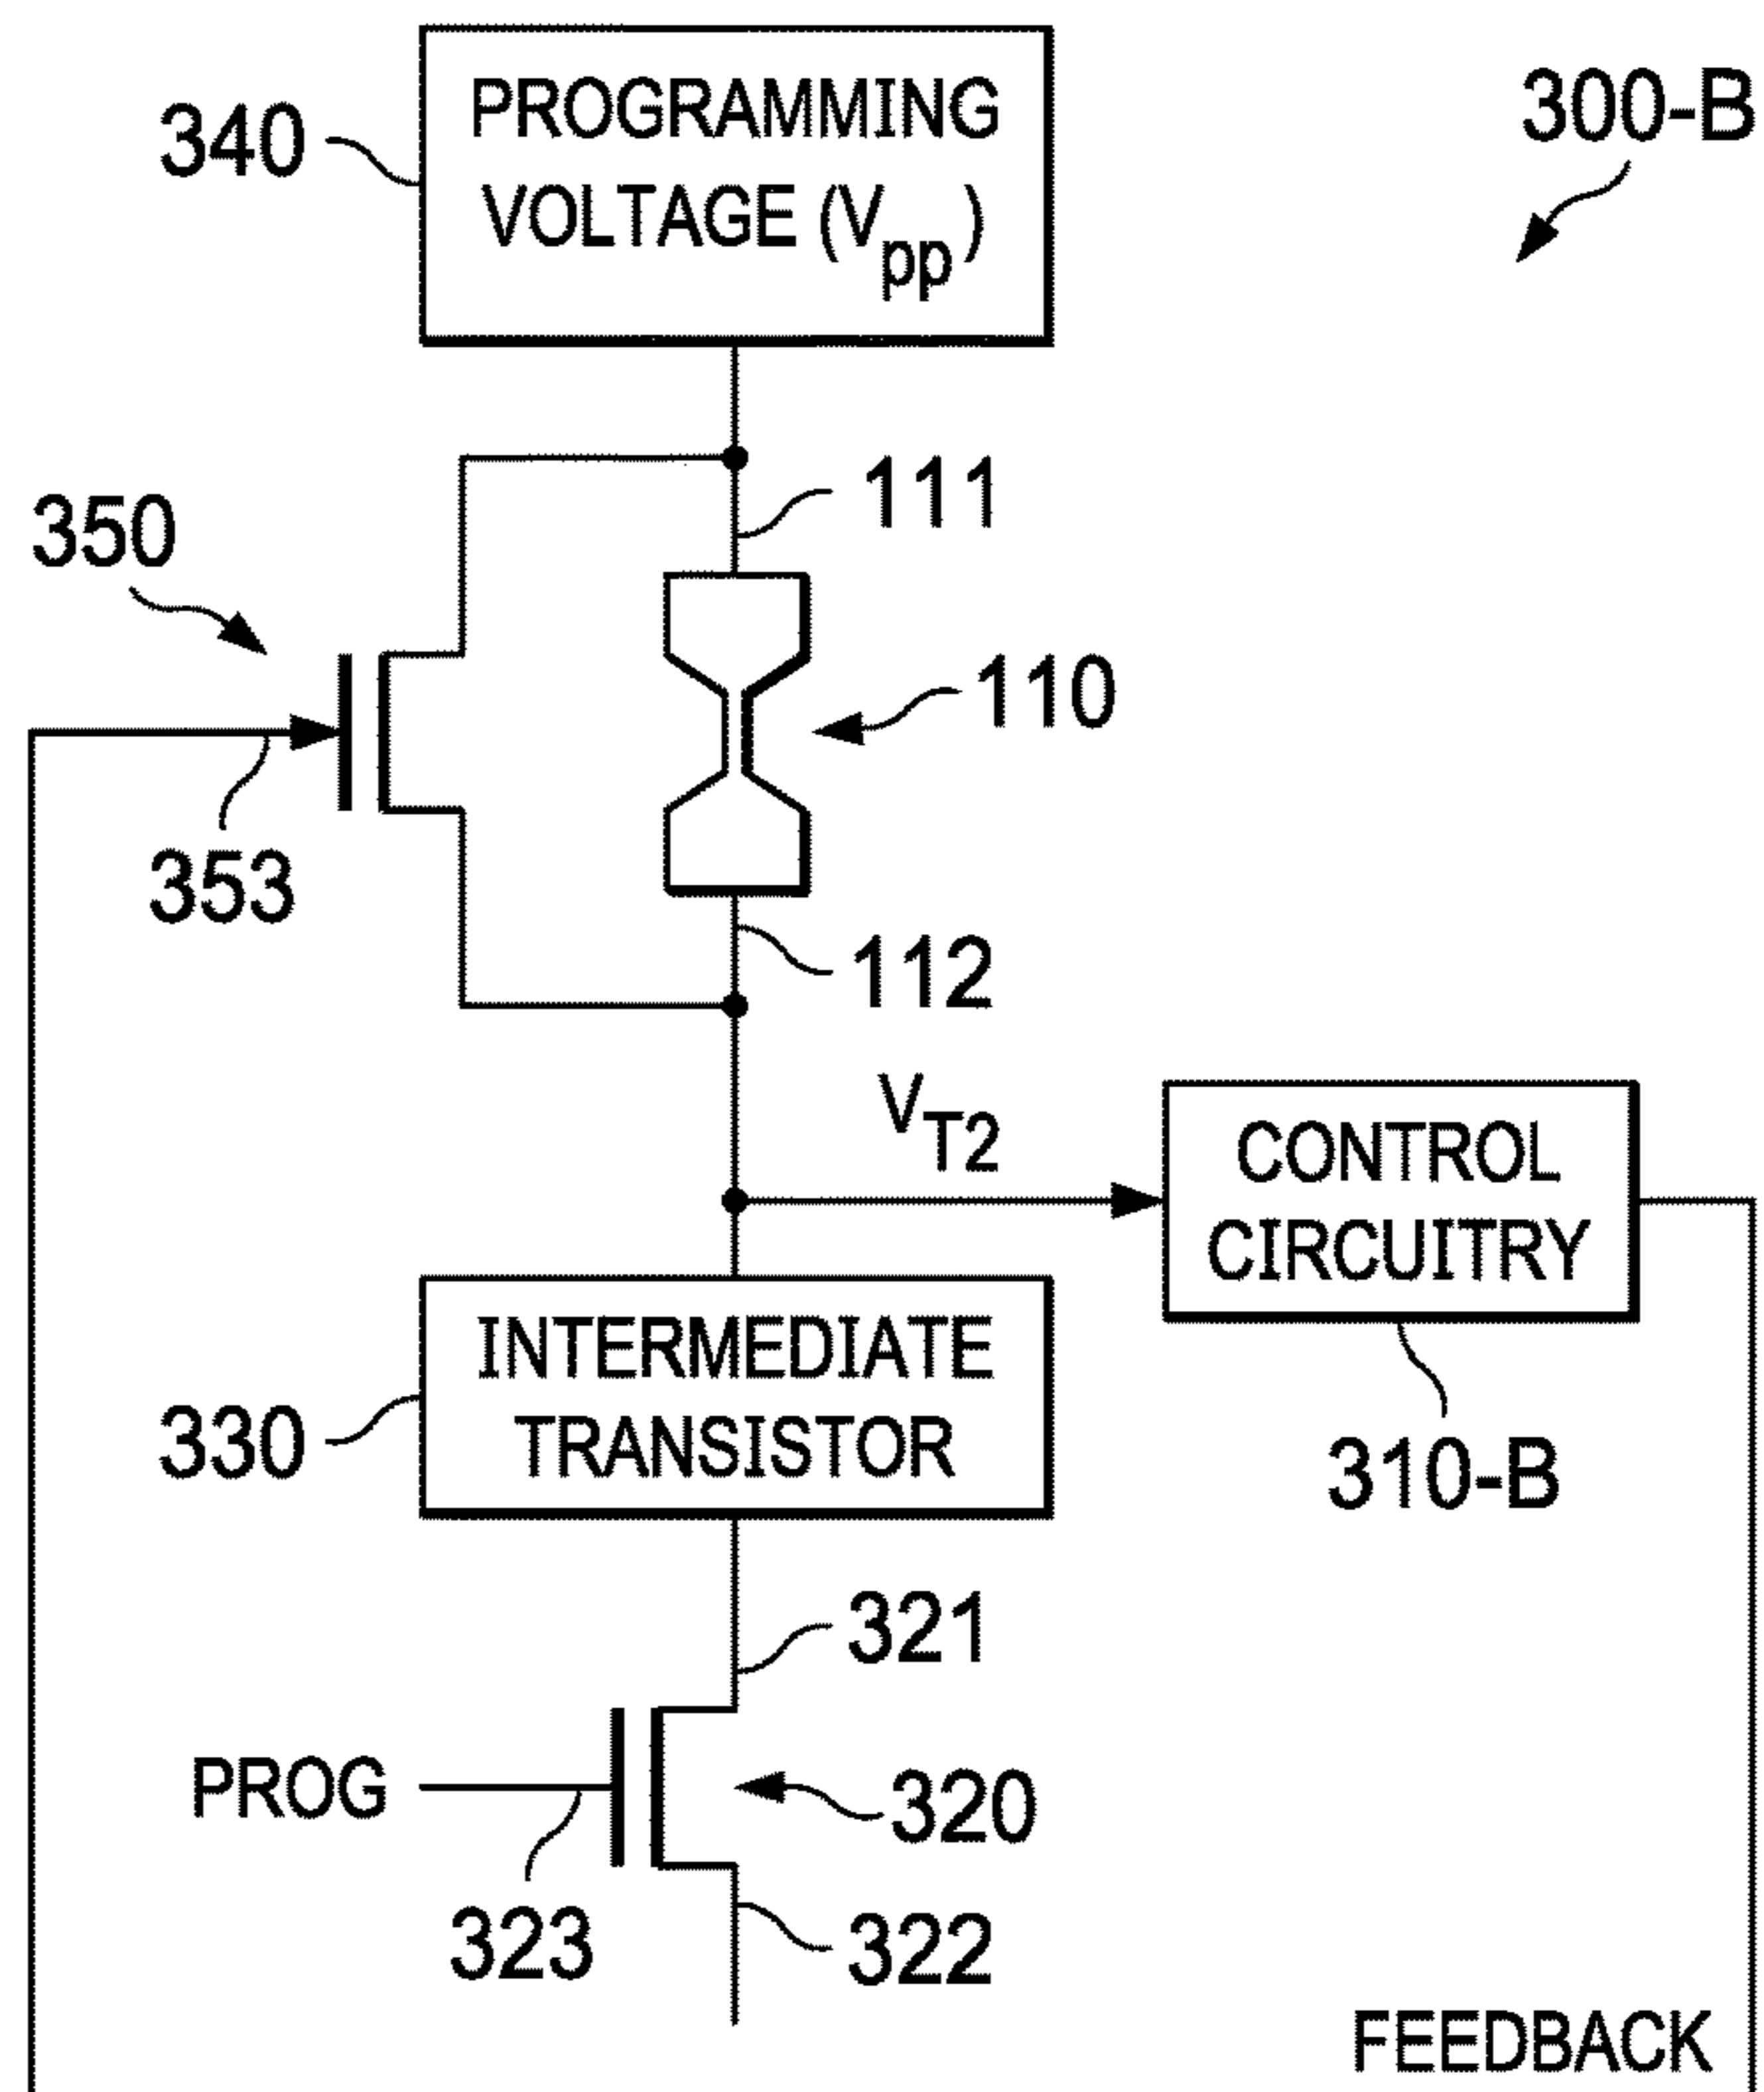 300-B
340
PROGRAMMING
VOLTAGE (Vpp)
111
350
110
353
112
VT2
CONTROL
CIRCUITRY
310-B
INTERMEDIATE
TRANSISTOR
330
321
PROG
320
323
322
FEEDBACK